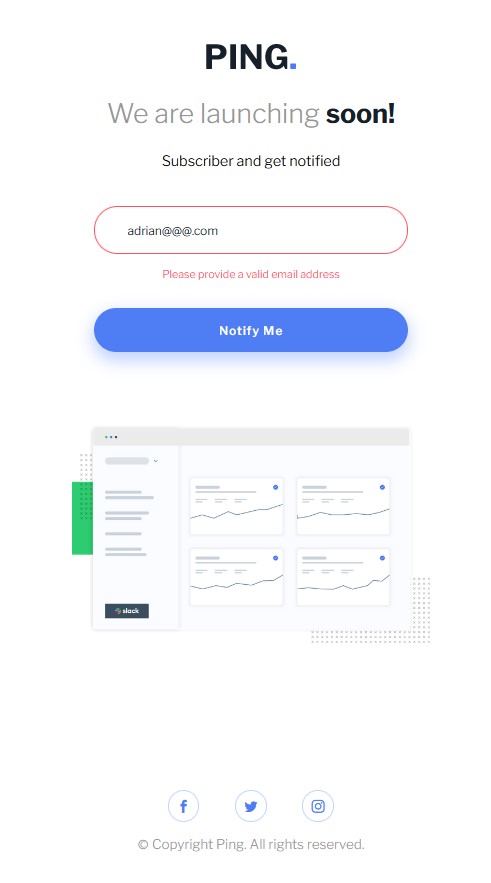 PING.
We are launching soon!
Subscriber and get notified
adrian@@@.com
Please provide a valid email address
Notify Me
slack
© Copyright Ping. All rights reserved.